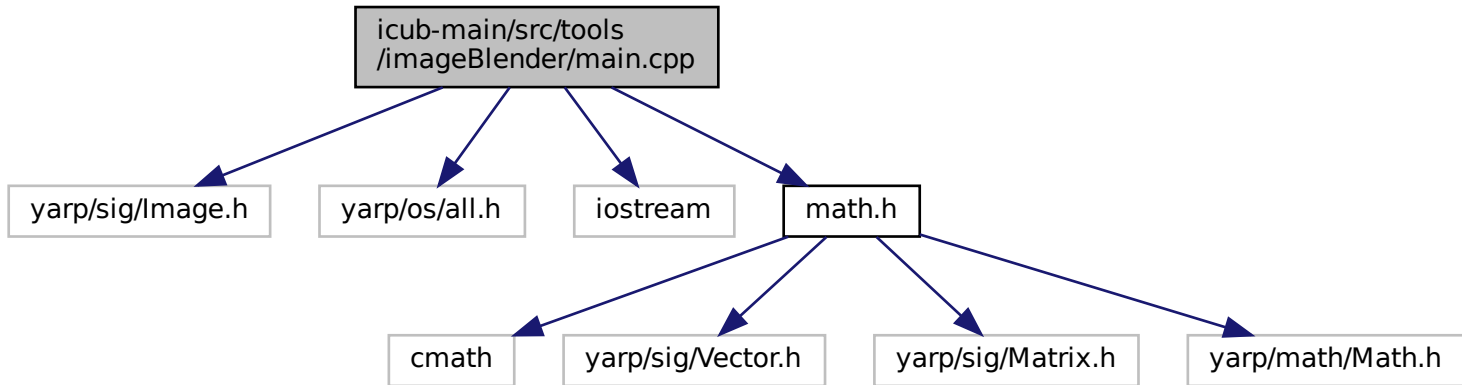 icub-main/src/tools
/imageBlender/main.cpp
yarp/sig/Image.h
yarp/os/all.h
iostream
math.h
cmath
yarp/sig/Vector.h
yarp/sig/Matrix.h
yarp/math/Math.h